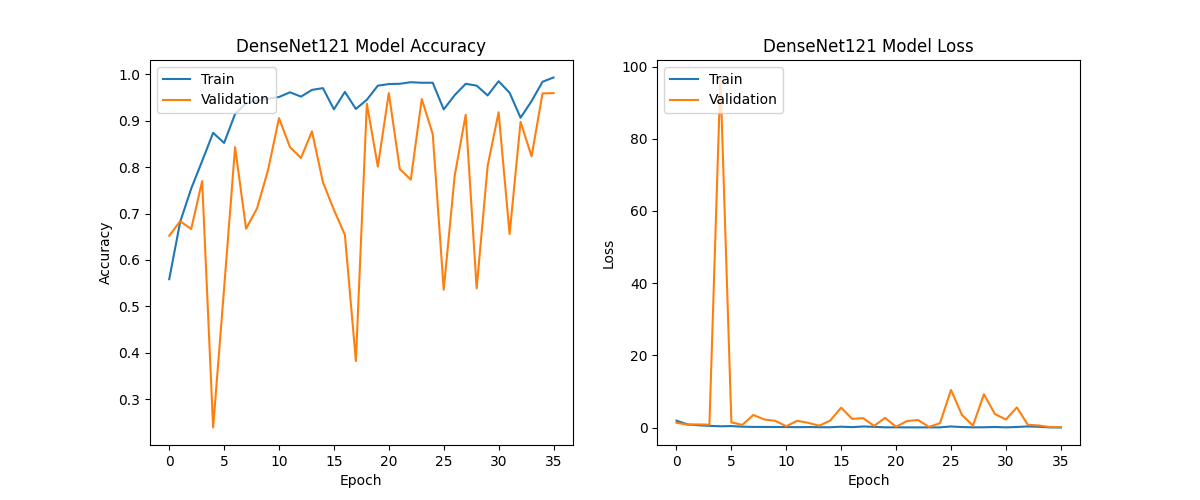 DenseNet121 Model Accuracy
Train
Validation
1.0
0.9
0.8
0.7
0.6
0.5
0.4
0.3
Accuracy
0 5 10 15 20 25 30 35
Epoch
DenseNet121 Model Loss
Train
Validation
100
80
60
40
20
0
Loss
0 5 10 15 20 25 30 35
Epoch